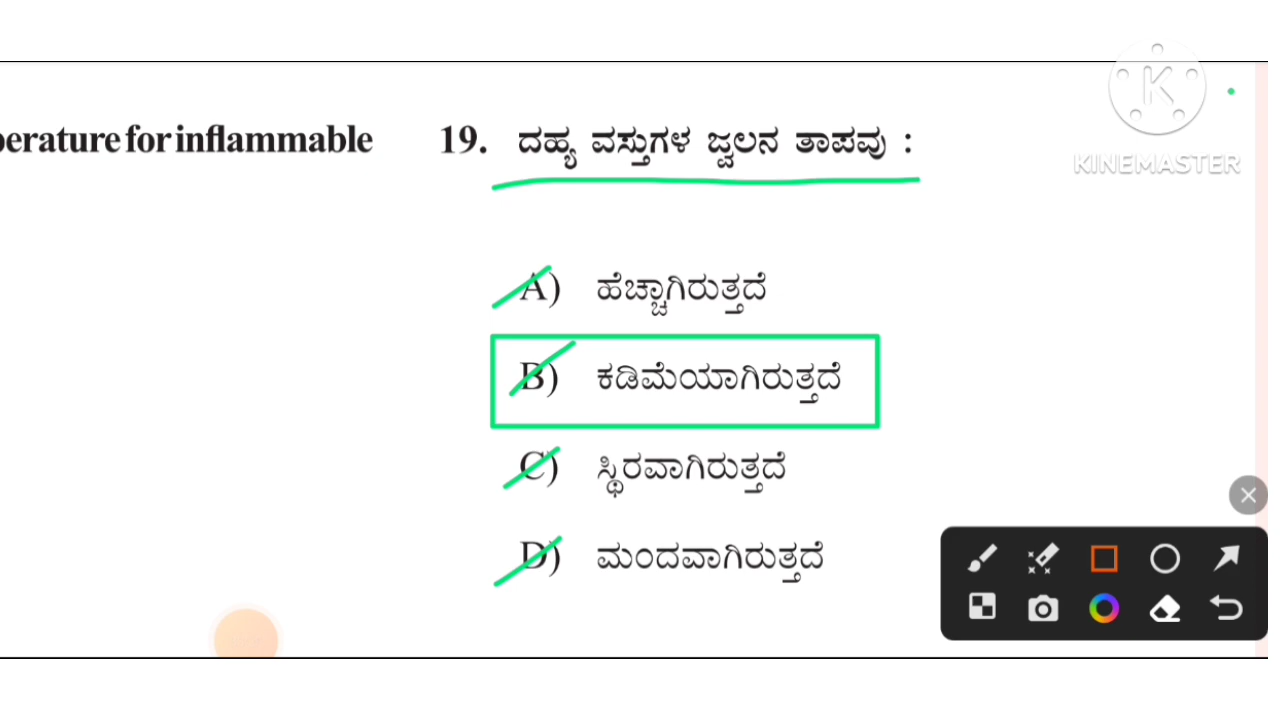 perature for inflammable
19. ದಹ್ಯ ವಸ್ತುಗಳ ಜ್ವಲನ ತಾಪವು :
A) ಹೆಚ್ಚಾಗಿರುತ್ತದೆ
B) ಕಡಿಮೆಯಾಗಿರುತ್ತದೆ
C) ಸ್ಥಿರವಾಗಿರುತ್ತದೆ
D) ಮಂದವಾಗಿರುತ್ತದೆ
K
KINEMASTER